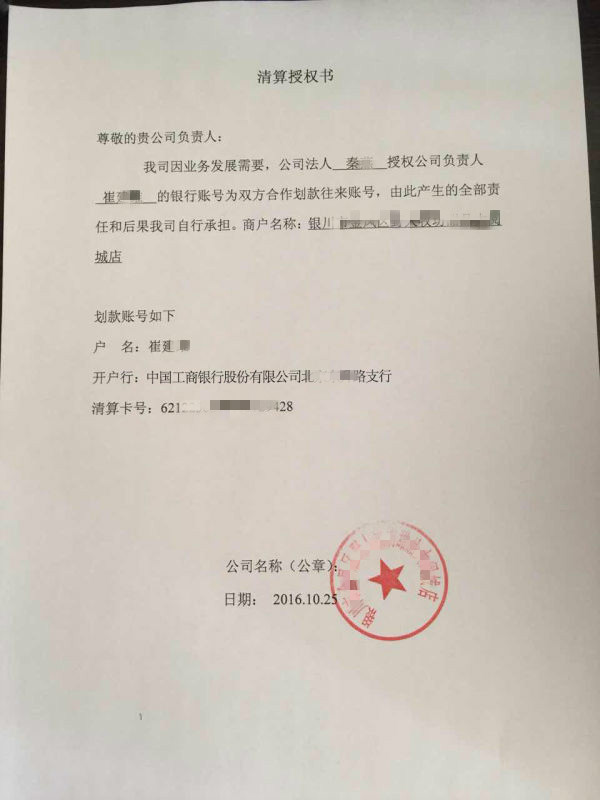 清算授权书
尊敬的贵公司负责人：
我司因业务发展需要，公司法人 秦 授权公司负责人
崔 的银行账号为双方合作划款往来账号，由此产生的全部责
任和后果我司自行承担。商户名称：银川
城店
划款账号如下
户 名：崔建
开户行：中国工商银行股份有限公司北 路支行
清算卡号：621 428
公司名称（公章）：
日期： 2016.10.25
1